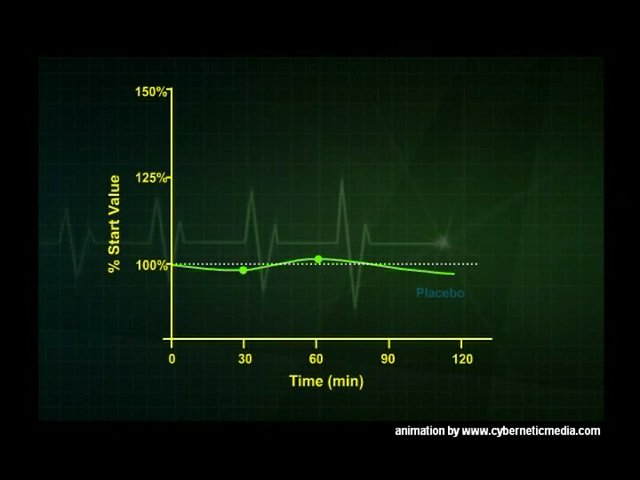 150%
125%
100%
% Start Value
Placebo
0 30 60 90 120
Time (min)
animation by www.cyberneticmedia.com